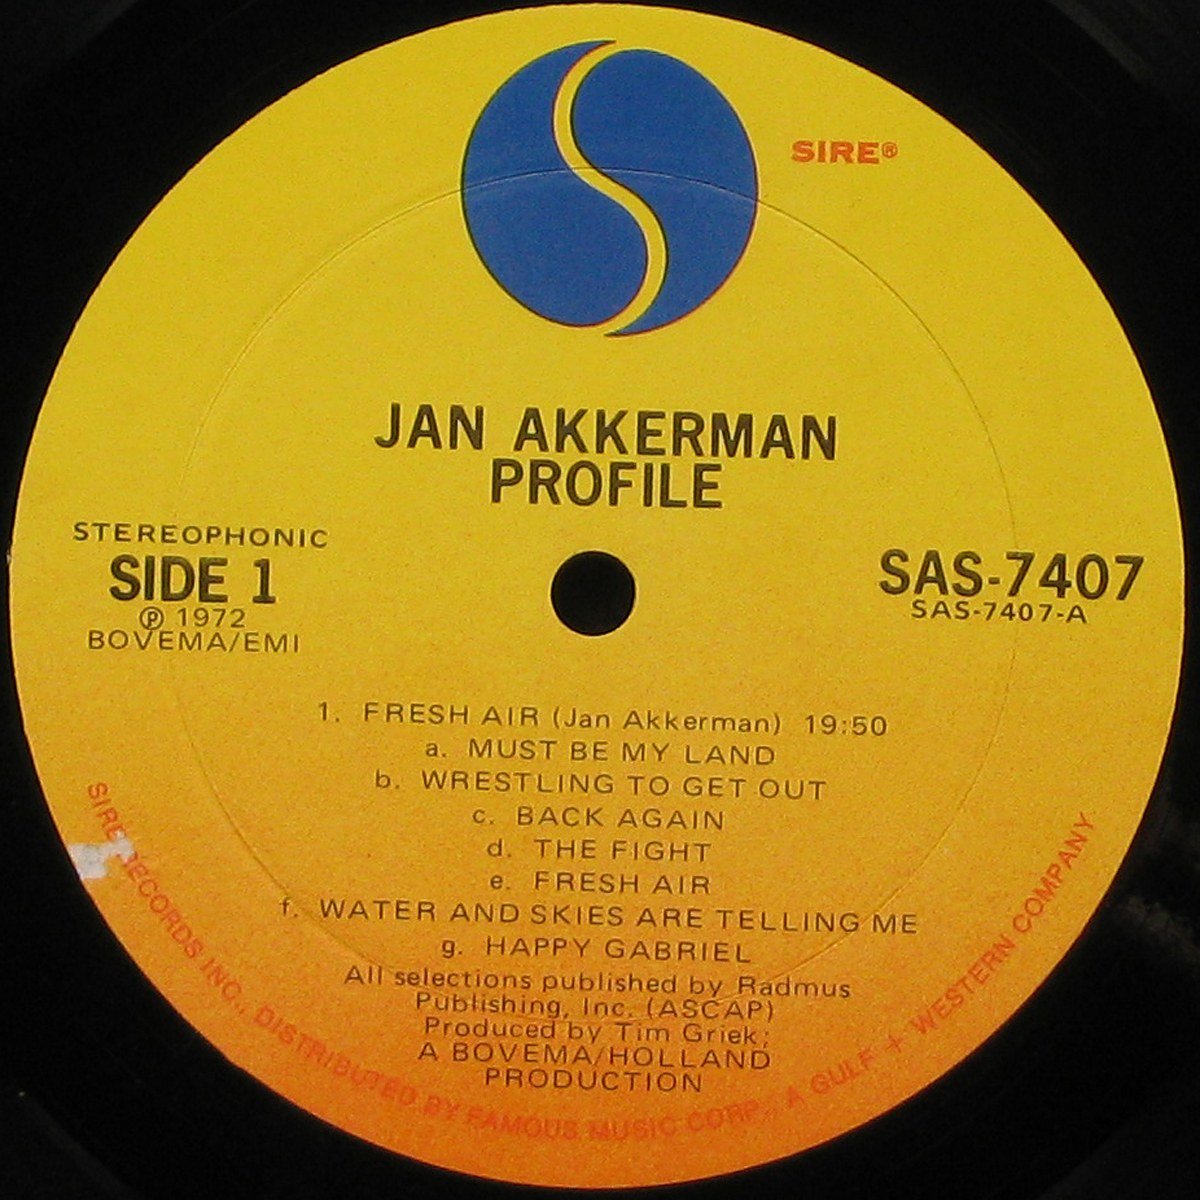 SIRE®
JAN AKKERMAN
PROFILE
STEREOPHONIC
SIDE 1
℗ 1972
BOVEMA/EMI
SAS-7407
SAS-7407-A
1. FRESH AIR (Jan Akkerman) 19:50
a. MUST BE MY LAND
b. WRESTLING TO GET OUT
c. BACK AGAIN
d. THE FIGHT
e. FRESH AIR
f. WATER AND SKIES ARE TELLING ME
g. HAPPY GABRIEL
All selections published by Radmus
Publishing, Inc. (ASCAP)
Produced by Tim Griek;
A BOVEMA/HOLLAND
PRODUCTION
SIRE RECORDS INC., DISTRIBUTED BY FAMOUS MUSIC CORP., A GULF + WESTERN COMPANY